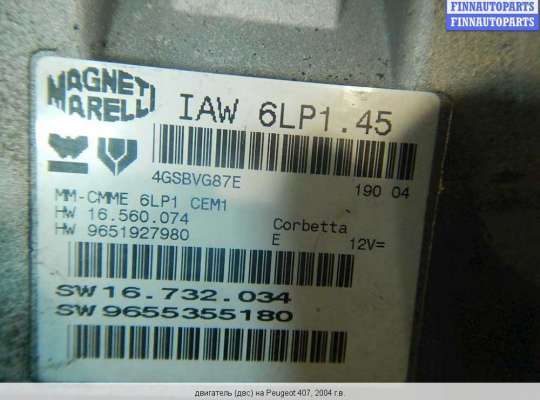 FINNAUTOPARTS
FINNAUTOPARTS
MAGNETI MARELLI
IAW 6LP1.45
4GSBVG87E 190 04
MM-CMME 6LP1 CEM1
HW 16.560.074 Corbetta
HW 9651927980 E 12V=
SW16.732.034
SW9655355180
двигатель (двс) на Peugeot 407, 2004 г.в.